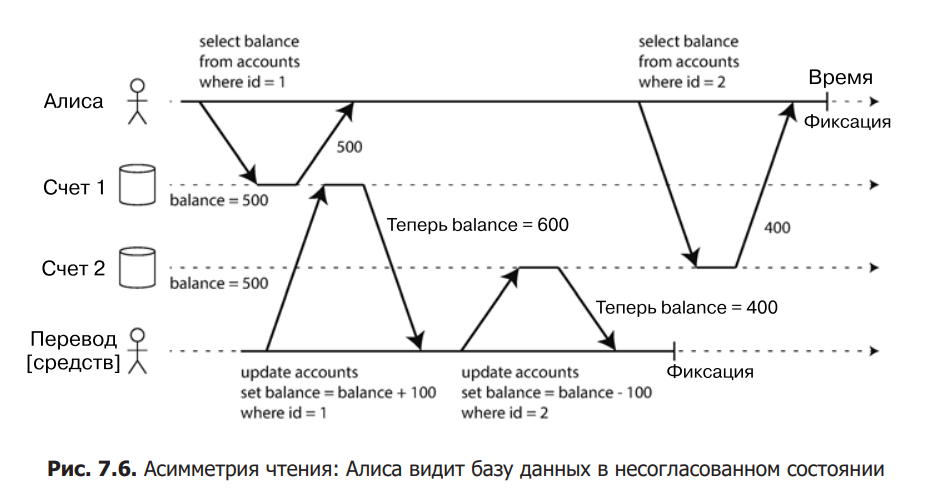 select balance
from accounts
where id = 1
select balance
from accounts
where id = 2
Время
Алиса
Фиксация
500
Счет 1
balance = 500
Теперь balance = 600
400
Счет 2
balance = 500
Теперь balance = 400
Перевод
[средств]
Фиксация
update accounts
set balance = balance + 100
where id = 1
update accounts
set balance = balance - 100
where id = 2
Рис. 7.6. Асимметрия чтения: Алиса видит базу данных в несогласованном состоянии